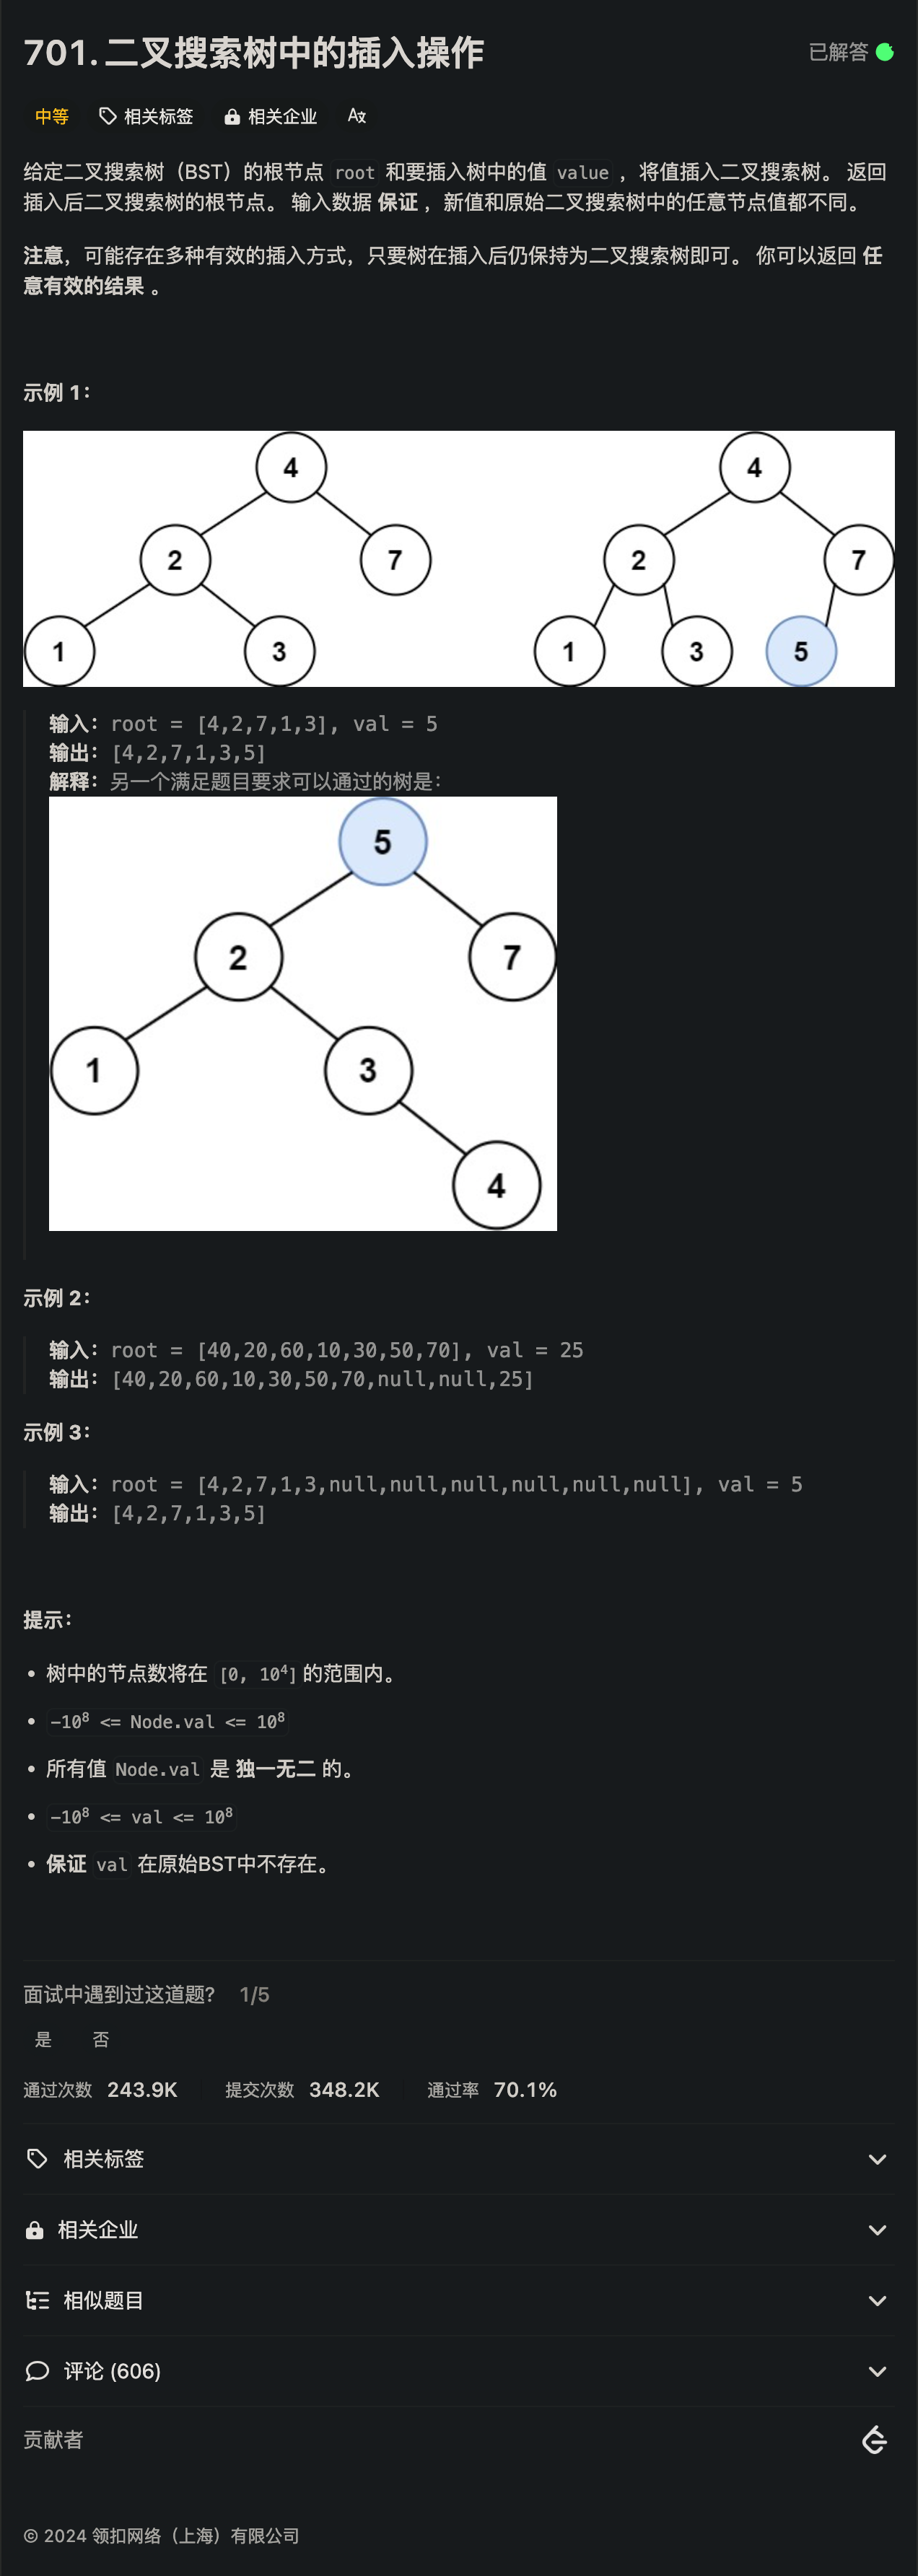 701. 二叉搜索树中的插入操作
已解答
中等 相关标签 相关企业
给定二叉搜索树（BST）的根节点 root 和要插入树中的值 value ，将值插入二叉搜索树。 返回
插入后二叉搜索树的根节点。 输入数据 保证 ，新值和原始二叉搜索树中的任意节点值都不同。
注意，可能存在多种有效的插入方式，只要树在插入后仍保持为二叉搜索树即可。 你可以返回 任
意有效的结果 。
示例 1：
4 4
2 7 2 7
1 3 1 3 5
输入：root = [4,2,7,1,3], val = 5
输出：[4,2,7,1,3,5]
解释：另一个满足题目要求可以通过的树是：
5
2 7
1 3
4
示例 2：
输入：root = [40,20,60,10,30,50,70], val = 25
输出：[40,20,60,10,30,50,70,null,null,25]
示例 3：
输入：root = [4,2,7,1,3,null,null,null,null,null,null], val = 5
输出：[4,2,7,1,3,5]
提示：
• 树中的节点数将在 [0, 10⁴]的范围内。
• -10⁸ <= Node.val <= 10⁸
• 所有值 Node.val 是 独一无二 的。
• -10⁸ <= val <= 10⁸
• 保证 val 在原始BST中不存在。
面试中遇到过这道题? 1/5
是 否
通过次数 243.9K 提交次数 348.2K 通过率 70.1%
相关标签
相关企业
相似题目
评论 (606)
贡献者
© 2024 领扣网络（上海）有限公司